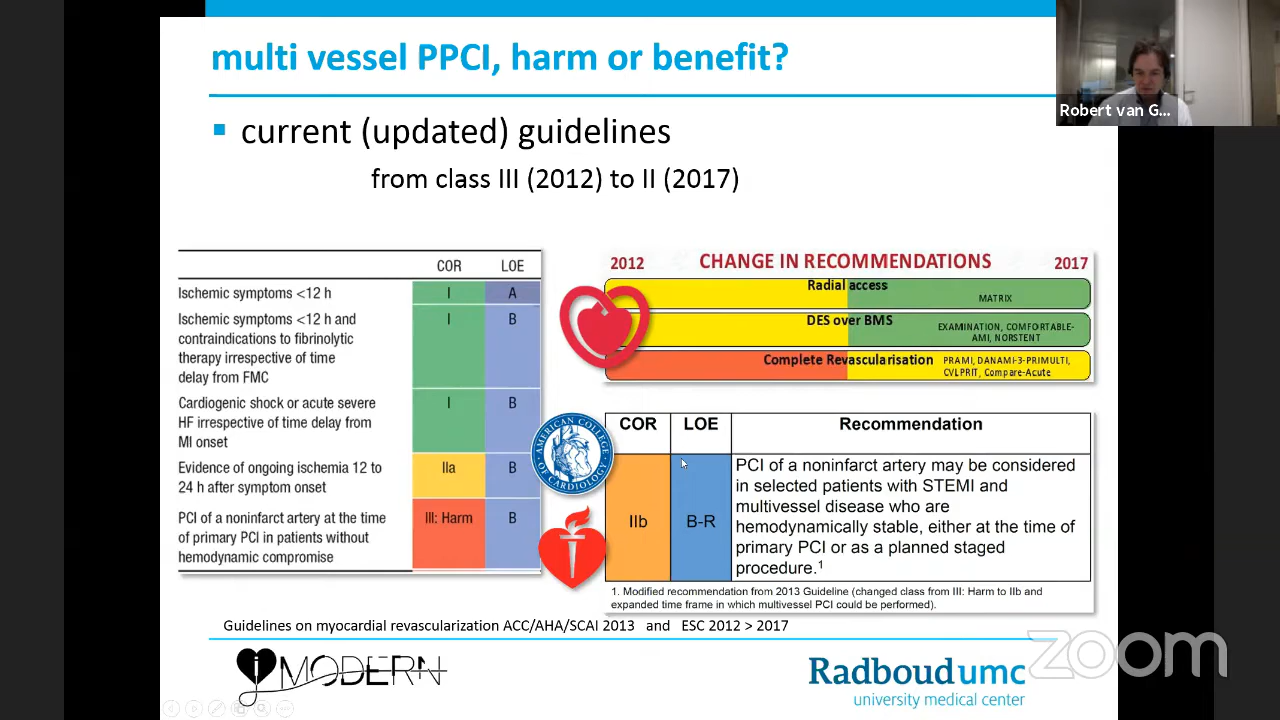 multi vessel PPCI, harm or benefit?
Robert van G...
current (updated) guidelines
from class III (2012) to II (2017)
COR LOE
Ischemic symptoms <12 h I A
Ischemic symptoms <12 h and I B
contraindications to fibrinolytic
therapy irrespective of time
delay from FMC
Cardiogenic shock or acute severe I B
HF irrespective of time delay from
MI onset
Evidence of ongoing ischemia 12 to IIa B
24 h after symptom onset
PCI of a noninfarct artery at the time III: Harm B
of primary PCI in patients without
hemodynamic compromise
2012 CHANGE IN RECOMMENDATIONS 2017
Radial access
MATRIX
DES over BMS
EXAMINATION, COMFORTABLE-
AMI, NORSTENT
Complete Revascularisation
PRAMI, DANAMI-3-PRIMULTI,
CVLPRIT, Compare-Acute
AMERICAN COLLEGE OF CARDIOLOGY
COR LOE Recommendation
IIb B-R
PCI of a noninfarct artery may be considered
in selected patients with STEMI and
multivessel disease who are
hemodynamically stable, either at the time of
primary PCI or as a planned staged
procedure.1
1. Modified recommendation from 2013 Guideline (changed class from III: Harm to IIb and
expanded time frame in which multivessel PCI could be performed).
Guidelines on myocardial revascularization ACC/AHA/SCAI 2013 and ESC 2012 > 2017
iMODERN
Radboudumc
university medical center
zoom